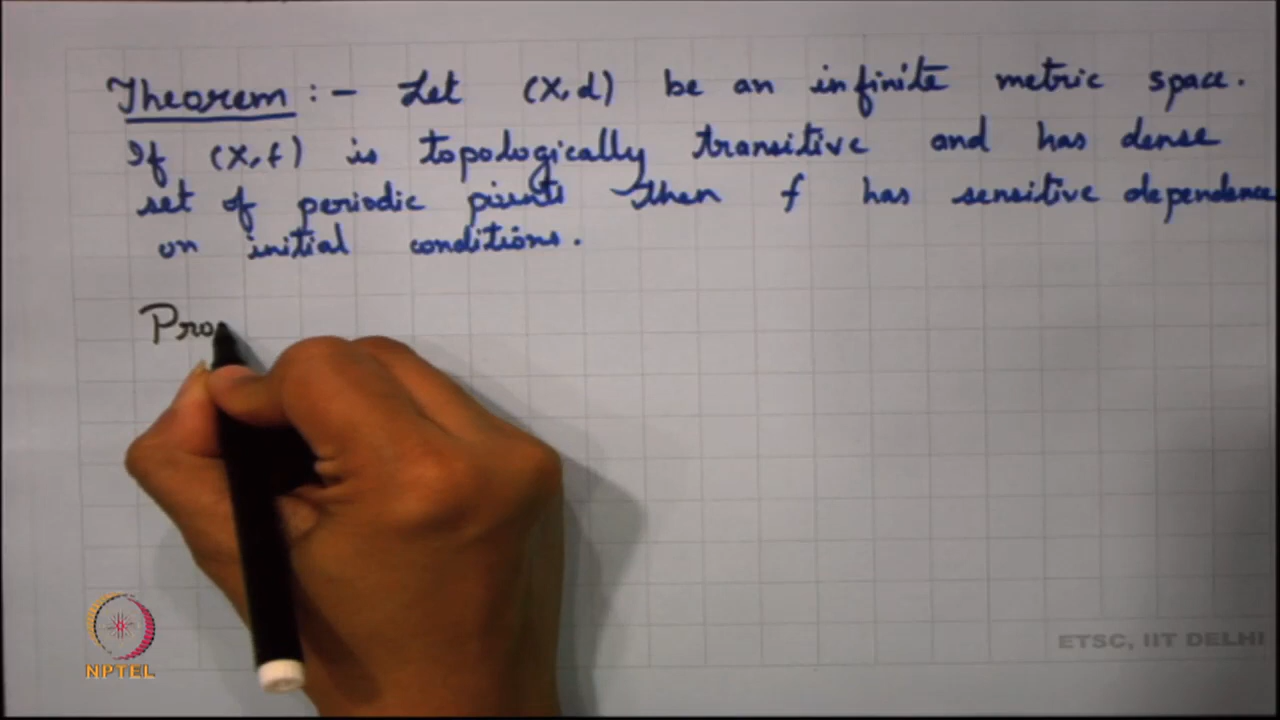 Theorem :- Let (X,d) be an infinite metric space.
If (X,f) is topologically transitive and has dense
set of periodic points then f has sensitive dependence
on initial conditions.
Proo
NPTEL
ETSC, IIT DELHI